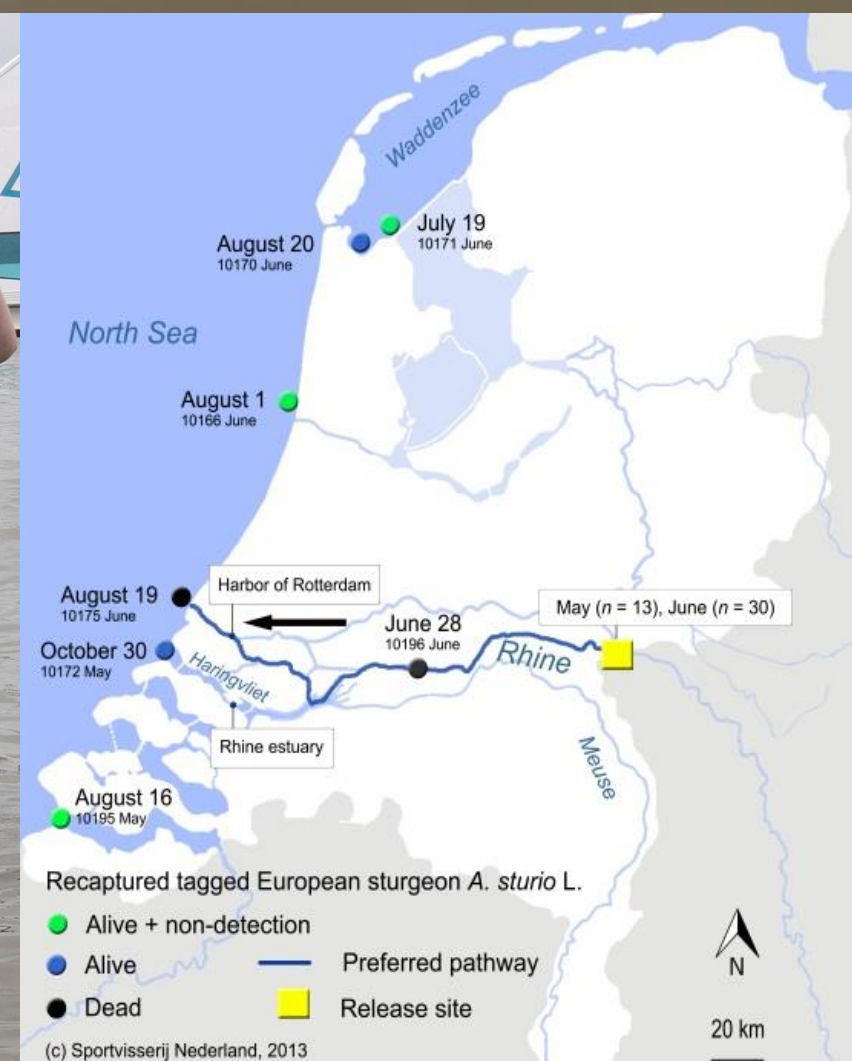 Waddenzee
July 19
10171 June
August 20
10170 June
North Sea
August 1
10166 June
Harbor of Rotterdam
May (n = 13), June (n = 30)
August 19
10175 June
June 28
10196 June
October 30
10172 May
Haringvliet
Rhine
Rhine estuary
Meuse
August 16
10195 May
Recaptured tagged European sturgeon A. sturio L.
Alive + non-detection
Alive
Preferred pathway
Dead
Release site
N
20 km
(c) Sportvisserij Nederland, 2013